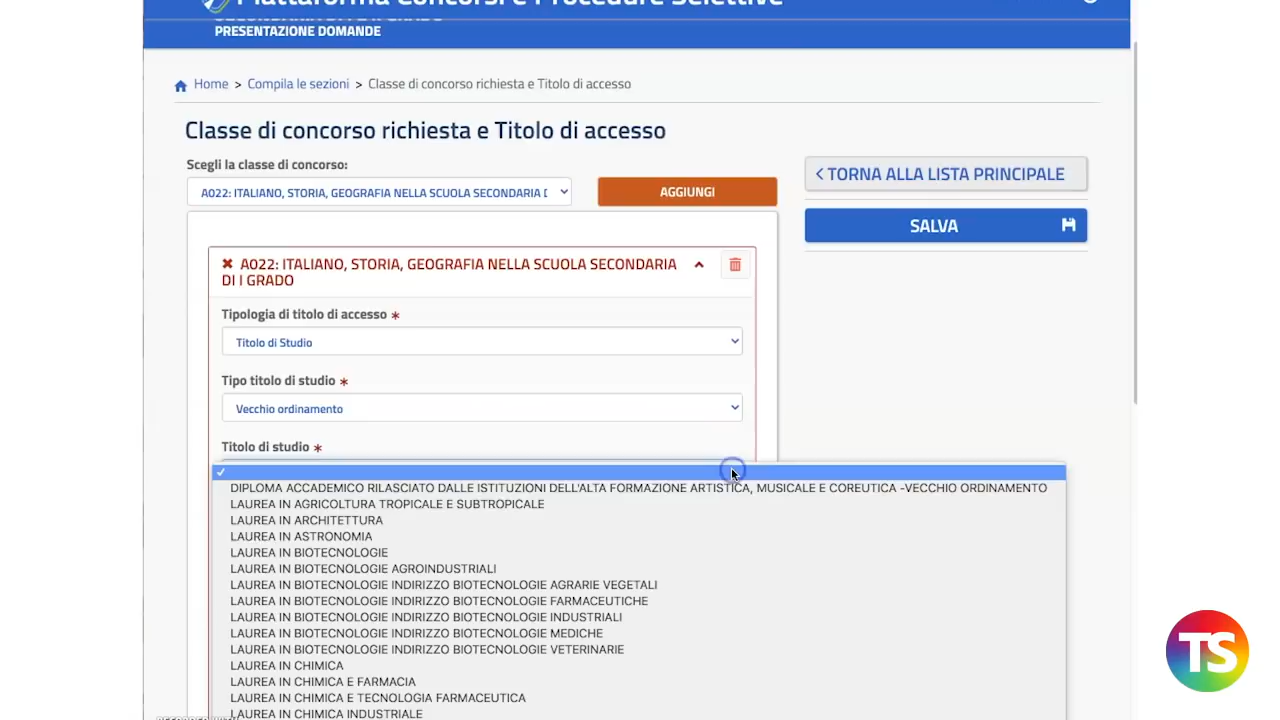 Piattaforma Concorsi e Procedure Selettive
PRESENTAZIONE DOMANDE
Home > Compila le sezioni > Classe di concorso richiesta e Titolo di accesso
Classe di concorso richiesta e Titolo di accesso
Scegli la classe di concorso:
A022: ITALIANO, STORIA, GEOGRAFIA NELLA SCUOLA SECONDARIA D
AGGIUNGI
< TORNA ALLA LISTA PRINCIPALE
SALVA
✖ A022: ITALIANO, STORIA, GEOGRAFIA NELLA SCUOLA SECONDARIA
DI I GRADO
Tipologia di titolo di accesso *
Titolo di Studio
Tipo titolo di studio *
Vecchio ordinamento
Titolo di studio *
✓
DIPLOMA ACCADEMICO RILASCIATO DALLE ISTITUZIONI DELL'ALTA FORMAZIONE ARTISTICA, MUSICALE E COREUTICA -VECCHIO ORDINAMENTO
LAUREA IN AGRICOLTURA TROPICALE E SUBTROPICALE
LAUREA IN ARCHITETTURA
LAUREA IN ASTRONOMIA
LAUREA IN BIOTECNOLOGIE
LAUREA IN BIOTECNOLOGIE AGROINDUSTRIALI
LAUREA IN BIOTECNOLOGIE INDIRIZZO BIOTECNOLOGIE AGRARIE VEGETALI
LAUREA IN BIOTECNOLOGIE INDIRIZZO BIOTECNOLOGIE FARMACEUTICHE
LAUREA IN BIOTECNOLOGIE INDIRIZZO BIOTECNOLOGIE INDUSTRIALI
LAUREA IN BIOTECNOLOGIE INDIRIZZO BIOTECNOLOGIE MEDICHE
LAUREA IN BIOTECNOLOGIE INDIRIZZO BIOTECNOLOGIE VETERINARIE
LAUREA IN CHIMICA
LAUREA IN CHIMICA E FARMACIA
LAUREA IN CHIMICA E TECNOLOGIA FARMACEUTICA
LAUREA IN CHIMICA INDUSTRIALE
TS